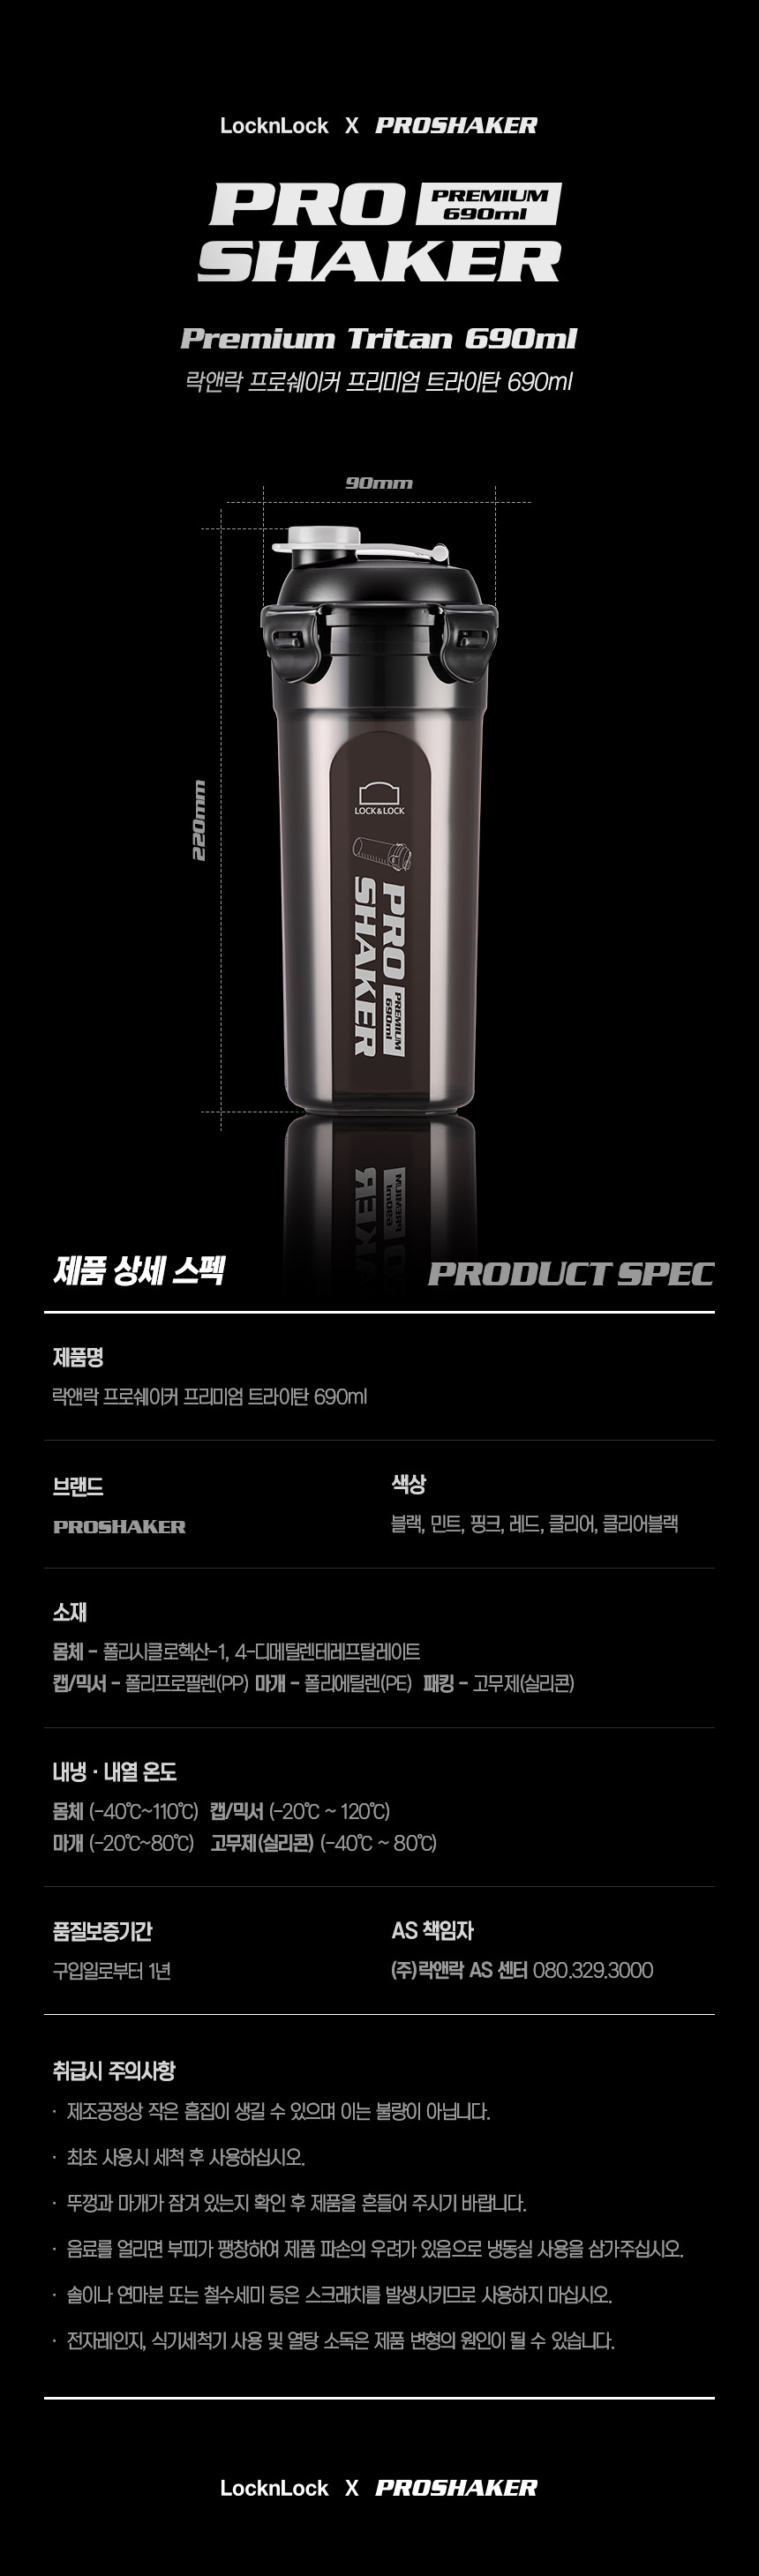 LocknLock X PROSHAKER
PRO PREMIUM 690ml
SHAKER
Premium Tritan 690ml
락앤락 프로쉐이커 프리미엄 트라이탄 690ml
90mm
220mm
LOCK&LOCK
PRO PREMIUM 690ml
SHAKER
제품 상세 스펙 PRODUCT SPEC
제품명
락앤락 프로쉐이커 프리미엄 트라이탄 690ml
브랜드
PROSHAKER
색상
블랙, 민트, 핑크, 레드, 클리어, 클리어블랙
소재
몸체 - 폴리시클로헥산-1, 4-디메틸렌테레프탈레이트
캡/믹서 - 폴리프로필렌(PP) 마개 - 폴리에틸렌(PE) 패킹 - 고무제(실리콘)
내냉 · 내열 온도
몸체 (-40℃~110℃) 캡/믹서 (-20℃ ~ 120℃)
마개 (-20℃~80℃) 고무제(실리콘) (-40℃ ~ 80℃)
품질보증기간
구입일로부터 1년
AS 책임자
(주)락앤락 AS 센터 080.329.3000
취급시 주의사항
· 제조공정상 작은 흠집이 생길 수 있으며 이는 불량이 아닙니다.
· 최초 사용시 세척 후 사용하십시오.
· 뚜껑과 마개가 잠겨 있는지 확인 후 제품을 흔들어 주시기 바랍니다.
· 음료를 얼리면 부피가 팽창하여 제품 파손의 우려가 있음으로 냉동실 사용을 삼가주십시오.
· 솔이나 연마분 또는 철수세미 등은 스크래치를 발생시키므로 사용하지 마십시오.
· 전자레인지, 식기세척기 사용 및 열탕 소독은 제품 변형의 원인이 될 수 있습니다.
LocknLock X PROSHAKER